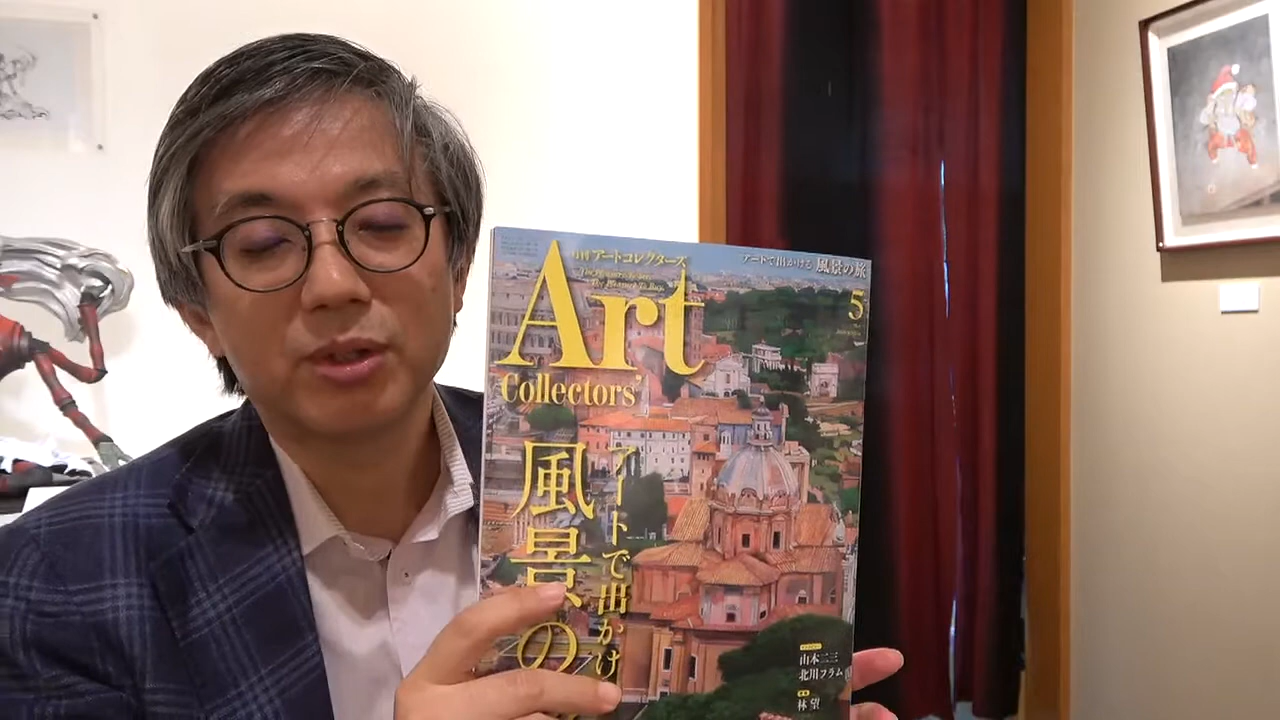 月刊 アートコレクターズ
アートで出かける 風景の旅
Art
Collectors'
5
アートで出かけ
風景の
山本二三
北川フラム
林 望